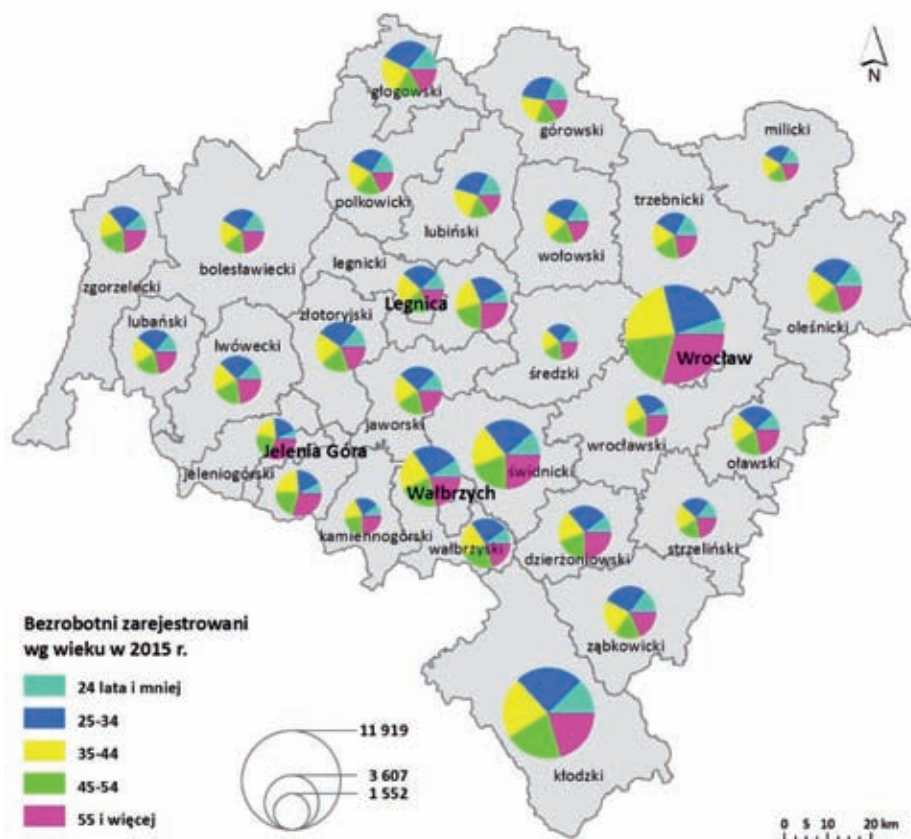 N
głogowski
górowski
milicki
polkowicki
lubiński
trzebnicki
wołowski
zgorzelecki
bolesławiecki
legnicki
Legnica
oleśnicki
lubański
lwówecki
złotoryjski
średzki
Wrocław
jaworski
wrocławski
oławski
Jelenia Góra
jeleniogórski
świdnicki
Wałbrzych
kamiennogórski
wałbrzyski
dzierżoniowski
strzeliński
ząbkowicki
kłodzki
Bezrobotni zarejestrowani
wg wieku w 2015 r.
24 lata i mniej
25-34
35-44
45-54
55 i więcej
11 919
3 607
1 552
0 5 10 20 km